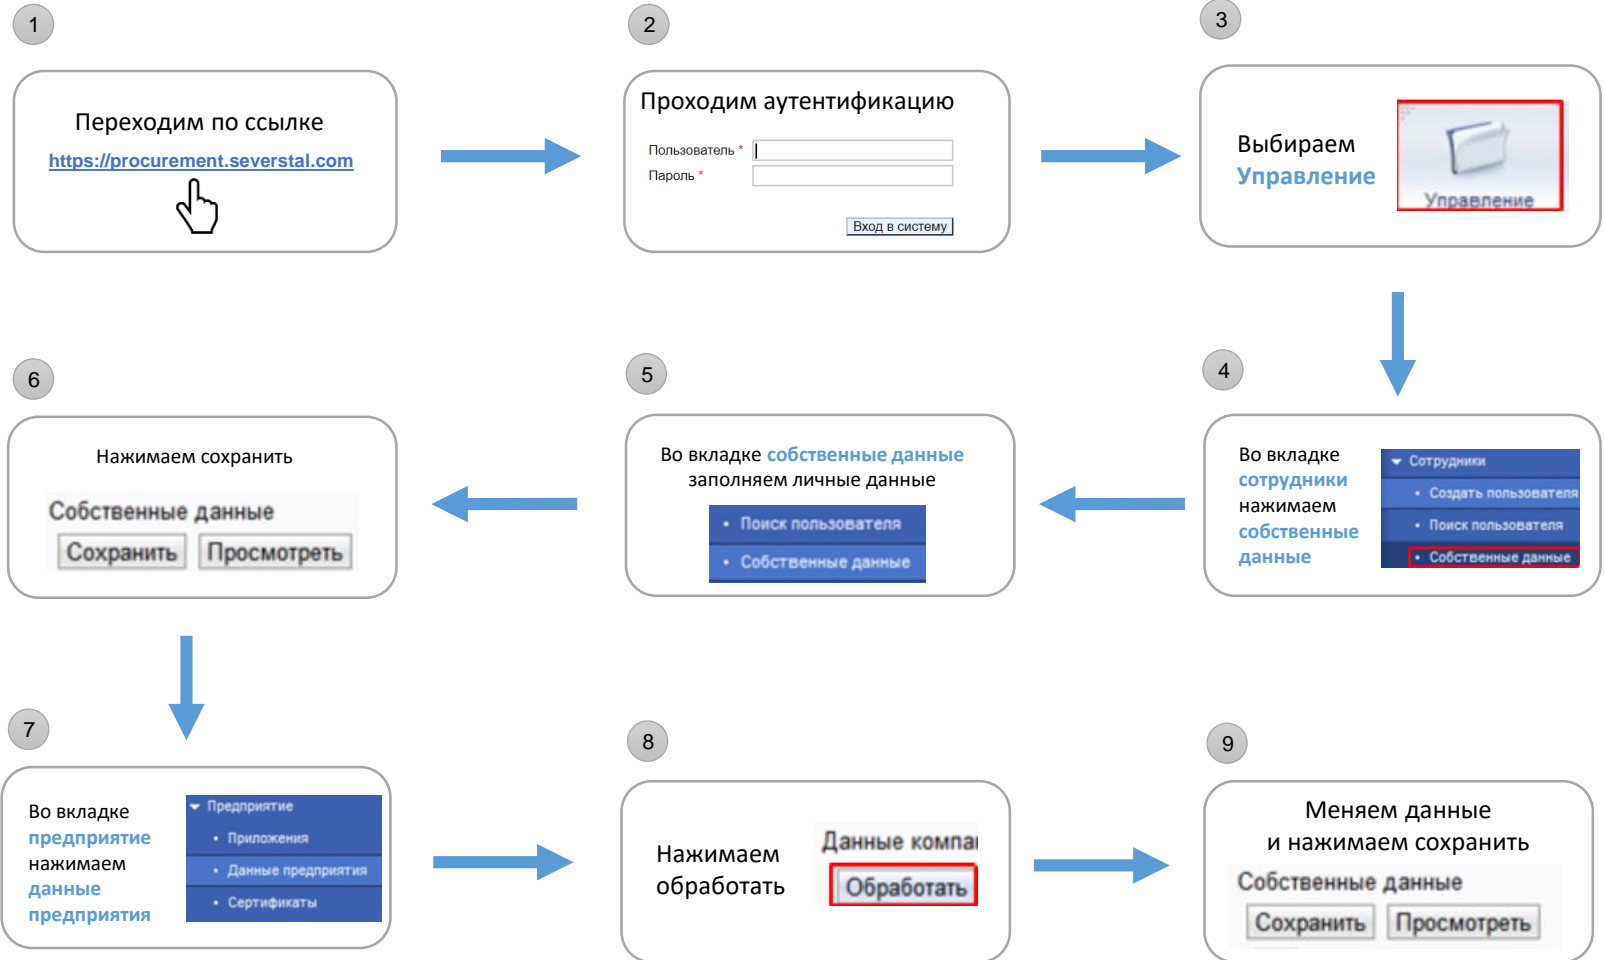 1
Переходим по ссылке
https://procurement.severstal.com
2
Проходим аутентификацию
Пользователь *
Пароль *
Вход в систему
3
Выбираем
Управление
Управление
4
Во вкладке
сотрудники
нажимаем
собственные
данные
Сотрудники
• Создать пользователя
• Поиск пользователя
• Собственные данные
5
Во вкладке собственные данные
заполняем личные данные
• Поиск пользователя
• Собственные данные
6
Нажимаем сохранить
Собственные данные
Сохранить Просмотреть
7
Во вкладке
предприятие
нажимаем
данные
предприятия
Предприятие
• Приложения
• Данные предприятия
• Сертификаты
8
Нажимаем
обработать
Данные компа
Обработать
9
Меняем данные
и нажимаем сохранить
Собственные данные
Сохранить Просмотреть